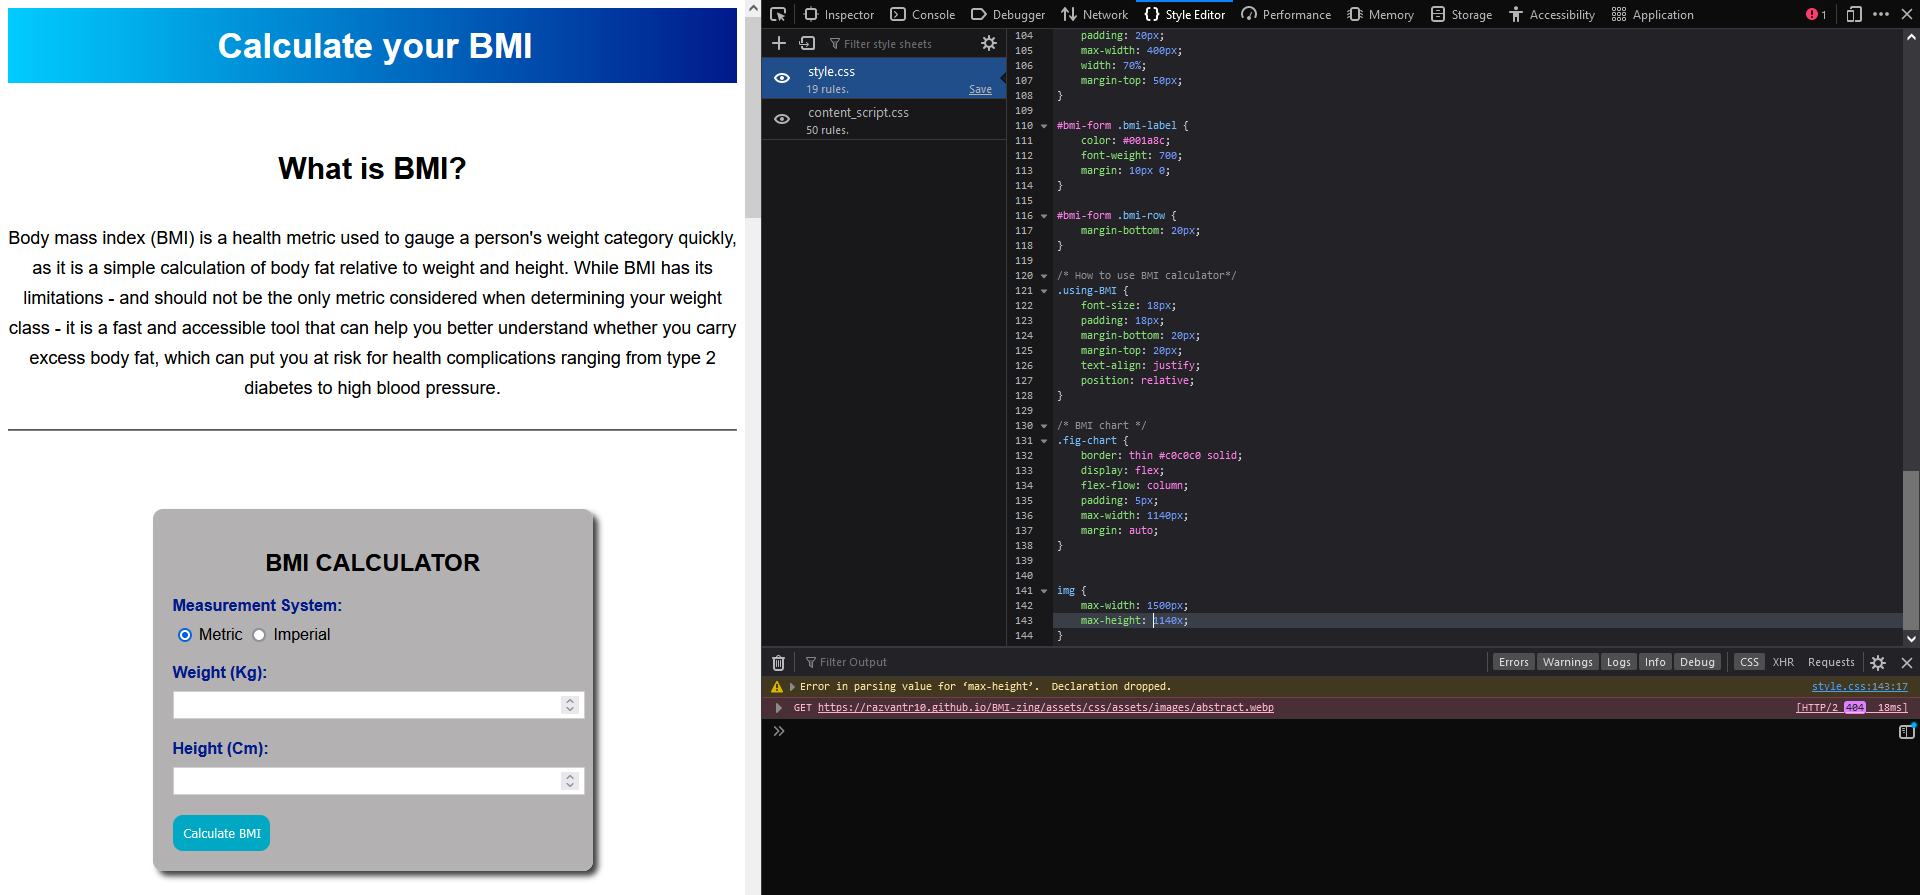 Calculate your BMI
What is BMI?
Body mass index (BMI) is a health metric used to gauge a person's weight category quickly,
as it is a simple calculation of body fat relative to weight and height. While BMI has its
limitations - and should not be the only metric considered when determining your weight
class - it is a fast and accessible tool that can help you better understand whether you carry
excess body fat, which can put you at risk for health complications ranging from type 2
diabetes to high blood pressure.
BMI CALCULATOR
Measurement System:
Metric Imperial
Weight (Kg):
Height (Cm):
Calculate BMI
Inspector Console Debugger Network {} Style Editor Performance Memory Storage Accessibility Application 1
Filter style sheets
style.css
19 rules. Save
content_script.css
50 rules.
104 padding: 20px;
105 max-width: 400px;
106 width: 70%;
107 margin-top: 50px;
108 }
109
110 #bmi-form .bmi-label {
111 color: #001a8c;
112 font-weight: 700;
113 margin: 10px 0;
114 }
115
116 #bmi-form .bmi-row {
117 margin-bottom: 20px;
118 }
119
120 /* How to use BMI calculator*/
121 .using-BMI {
122 font-size: 18px;
123 padding: 18px;
124 margin-bottom: 20px;
125 margin-top: 20px;
126 text-align: justify;
127 position: relative;
128 }
129
130 /* BMI chart */
131 .fig-chart {
132 border: thin #c0c0c0 solid;
133 display: flex;
134 flex-flow: column;
135 padding: 5px;
136 max-width: 1140px;
137 margin: auto;
138 }
139
140
141 img {
142 max-width: 1500px;
143 max-height: 1140x;
144 }
Filter Output Errors Warnings Logs Info Debug CSS XHR Requests
Error in parsing value for ‘max-height’. Declaration dropped. style.css:143:17
GET https://razvantr10.github.io/BMI-zing/assets/css/assets/images/abstract.webp [HTTP/2 404 18ms]